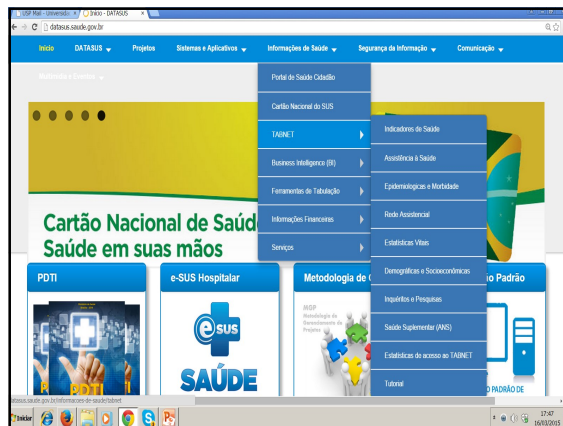 USP Mail - Universida
Início - DATASUS
datasus.saude.gov.br
Início DATASUS Projetos Sistemas e Aplicativos Informações de Saúde Segurança da Informação Comunicação
Multimídia e Eventos
Portal de Saúde Cidadão
Cartão Nacional do SUS
TABNET
Business Intelligence (BI)
Ferramentas de Tabulação
Informações Financeiras
Serviços
Indicadores de Saúde
Assistência à Saúde
Epidemiológicas e Morbidade
Rede Assistencial
Estatísticas Vitais
Demográficas e Socioeconômicas
Inquéritos e Pesquisas
Saúde Suplementar (ANS)
Estatísticas de acesso ao TABNET
Tutorial
Cartão Nacional de Saúd
Saúde em suas mãos
PDTI
e-SUS Hospitalar
Metodologia de
o Padrão
PDTI
e sus
SAÚDE
MGP
Metodologia de
Gerenciamento de
Projetos
O PADRÃO DE
datasus.saude.gov.br/informacoes-de-saude/tabnet
Iniciar
17:47
16/03/2015